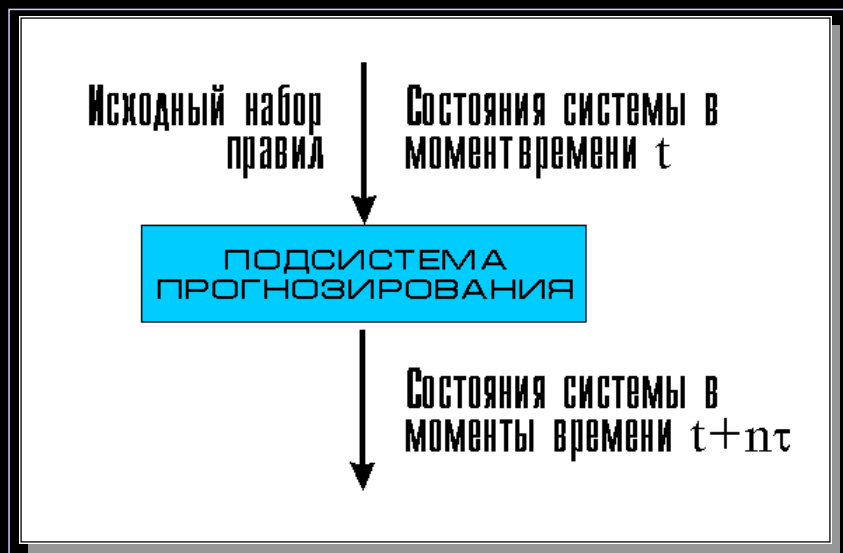 Исходный набор
правил
Состояния системы в
момент времени t
ПОДСИСТЕМА
ПРОГНОЗИРОВАНИЯ
Состояния системы в
моменты времени t+nτ